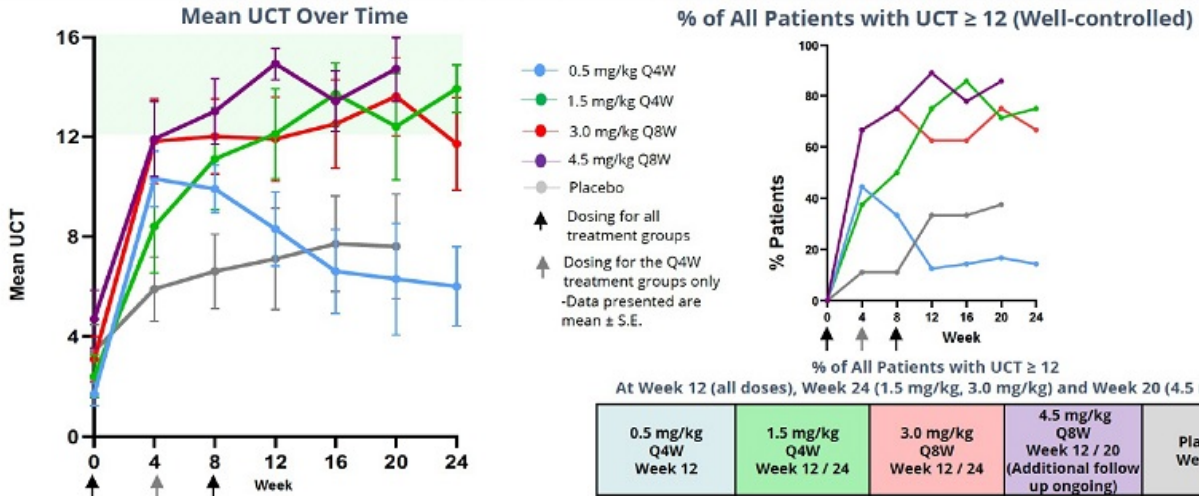 Mean UCT Over Time
16
12
8
4
0
Mean UCT
0 4 8 12 16 20 24
Week
0.5 mg/kg Q4W
1.5 mg/kg Q4W
3.0 mg/kg Q8W
4.5 mg/kg Q8W
Placebo
Dosing for all
treatment groups
Dosing for the Q4W
treatment groups only
-Data presented are
mean ± S.E.
% of All Patients with UCT ≥ 12 (Well-controlled)
100
80
60
40
20
0
% Patients
0 4 8 12 16 20 24
Week
% of All Patients with UCT ≥ 12
At Week 12 (all doses), Week 24 (1.5 mg/kg, 3.0 mg/kg) and Week 20 (4.5
0.5 mg/kg
Q4W
Week 12
1.5 mg/kg
Q4W
Week 12 / 24
3.0 mg/kg
Q8W
Week 12 / 24
4.5 mg/kg
Q8W
Week 12 / 20
(Additional follow
up ongoing)
Pla
We